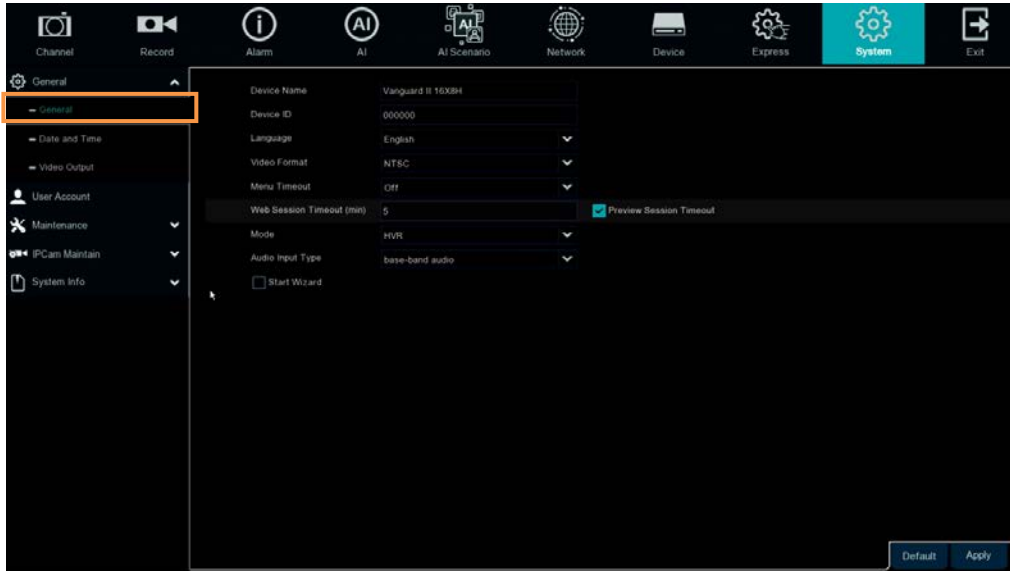 Channel
Record
Alarm
AI
AI
AI
AI Scenario
Network
Device
Express
System
Exit
General
General
Date and Time
Video Output
User Account
Maintenance
IPCam Maintain
System Info
Device Name Vanguard II 16X8H
Device ID 000000
Language English
Video Format NTSC
Menu Timeout Off
Web Session Timeout (min) 5 Preview Session Timeout
Mode HVR
Audio Input Type base-band audio
Start Wizard
Default Apply